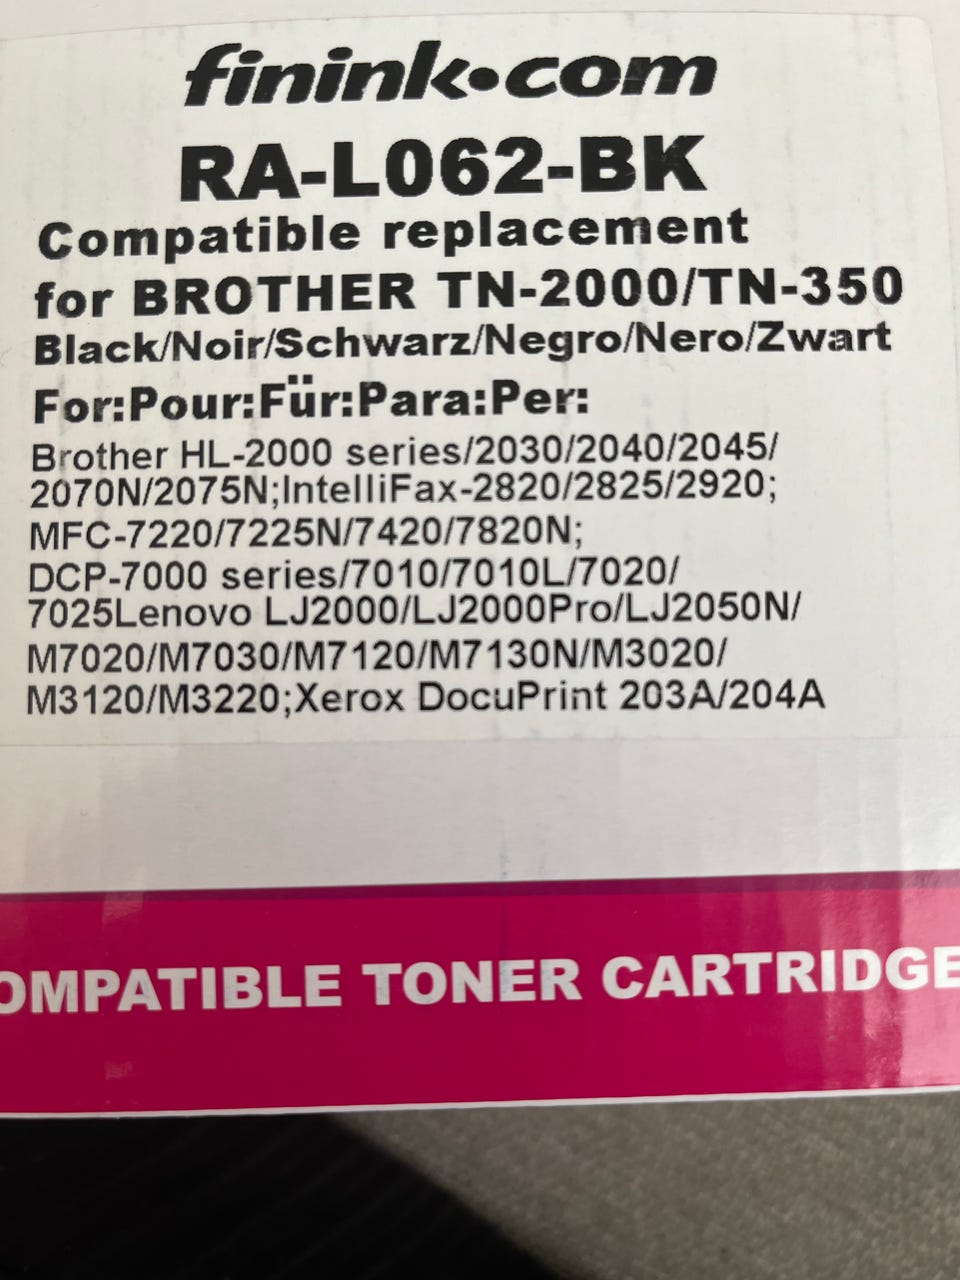 finink.com
RA-L062-BK
Compatible replacement
for BROTHER TN-2000/TN-350
Black/Noir/Schwarz/Negro/Nero/Zwart
For:Pour:Für:Para:Per:
Brother HL-2000 series/2030/2040/2045/
2070N/2075N;IntelliFax-2820/2825/2920;
MFC-7220/7225N/7420/7820N;
DCP-7000 series/7010/7010L/7020/
7025Lenovo LJ2000/LJ2000Pro/LJ2050N/
M7020/M7030/M7120/M7130N/M3020/
M3120/M3220;Xerox DocuPrint 203A/204A
OMPATIBLE TONER CARTRIDGE